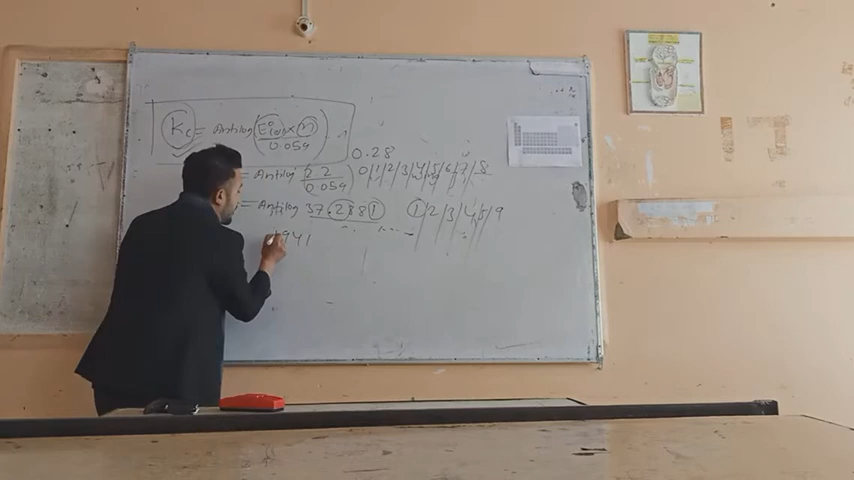 Kc = Antilog (E°cell × n / 0.059)
0.28
= Antilog 2.2 / 0.059
0/1/2/3/4/5/6/7/8
= Antilog 37.2881
1/2/3/4/5/9
1941